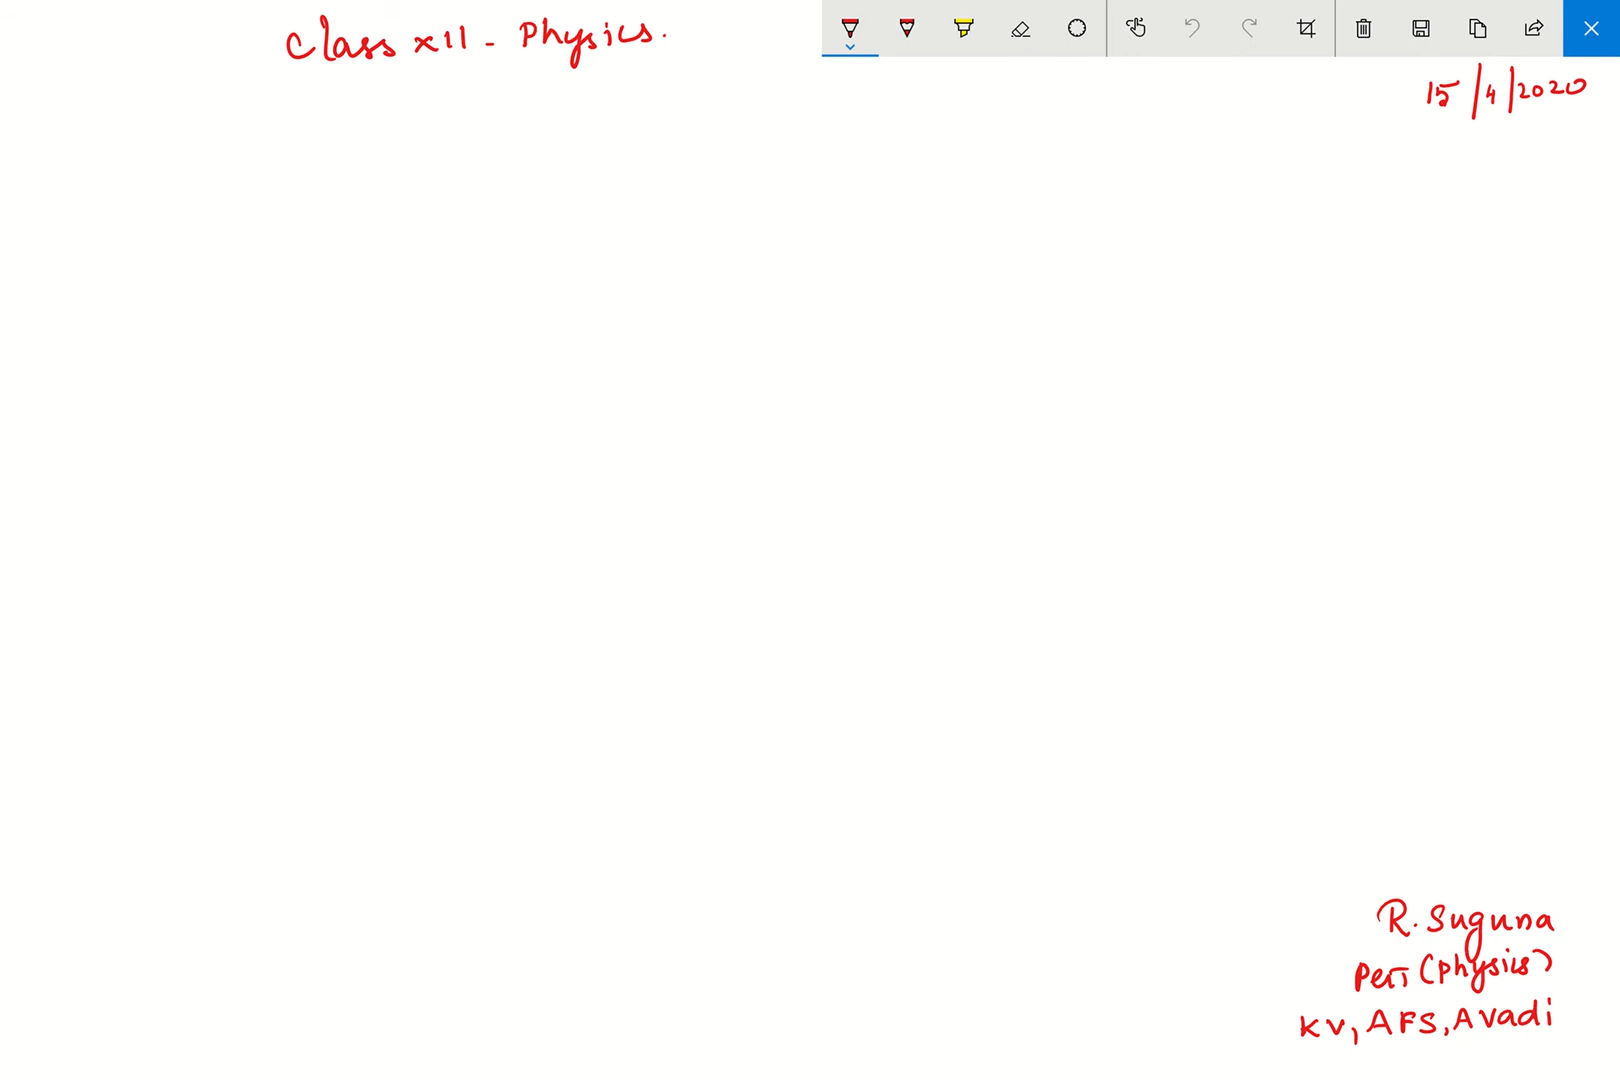 Class XII - Physics.
15/4/2020
R. Suguna
PGT (Physics)
KV, AFS, Avadi